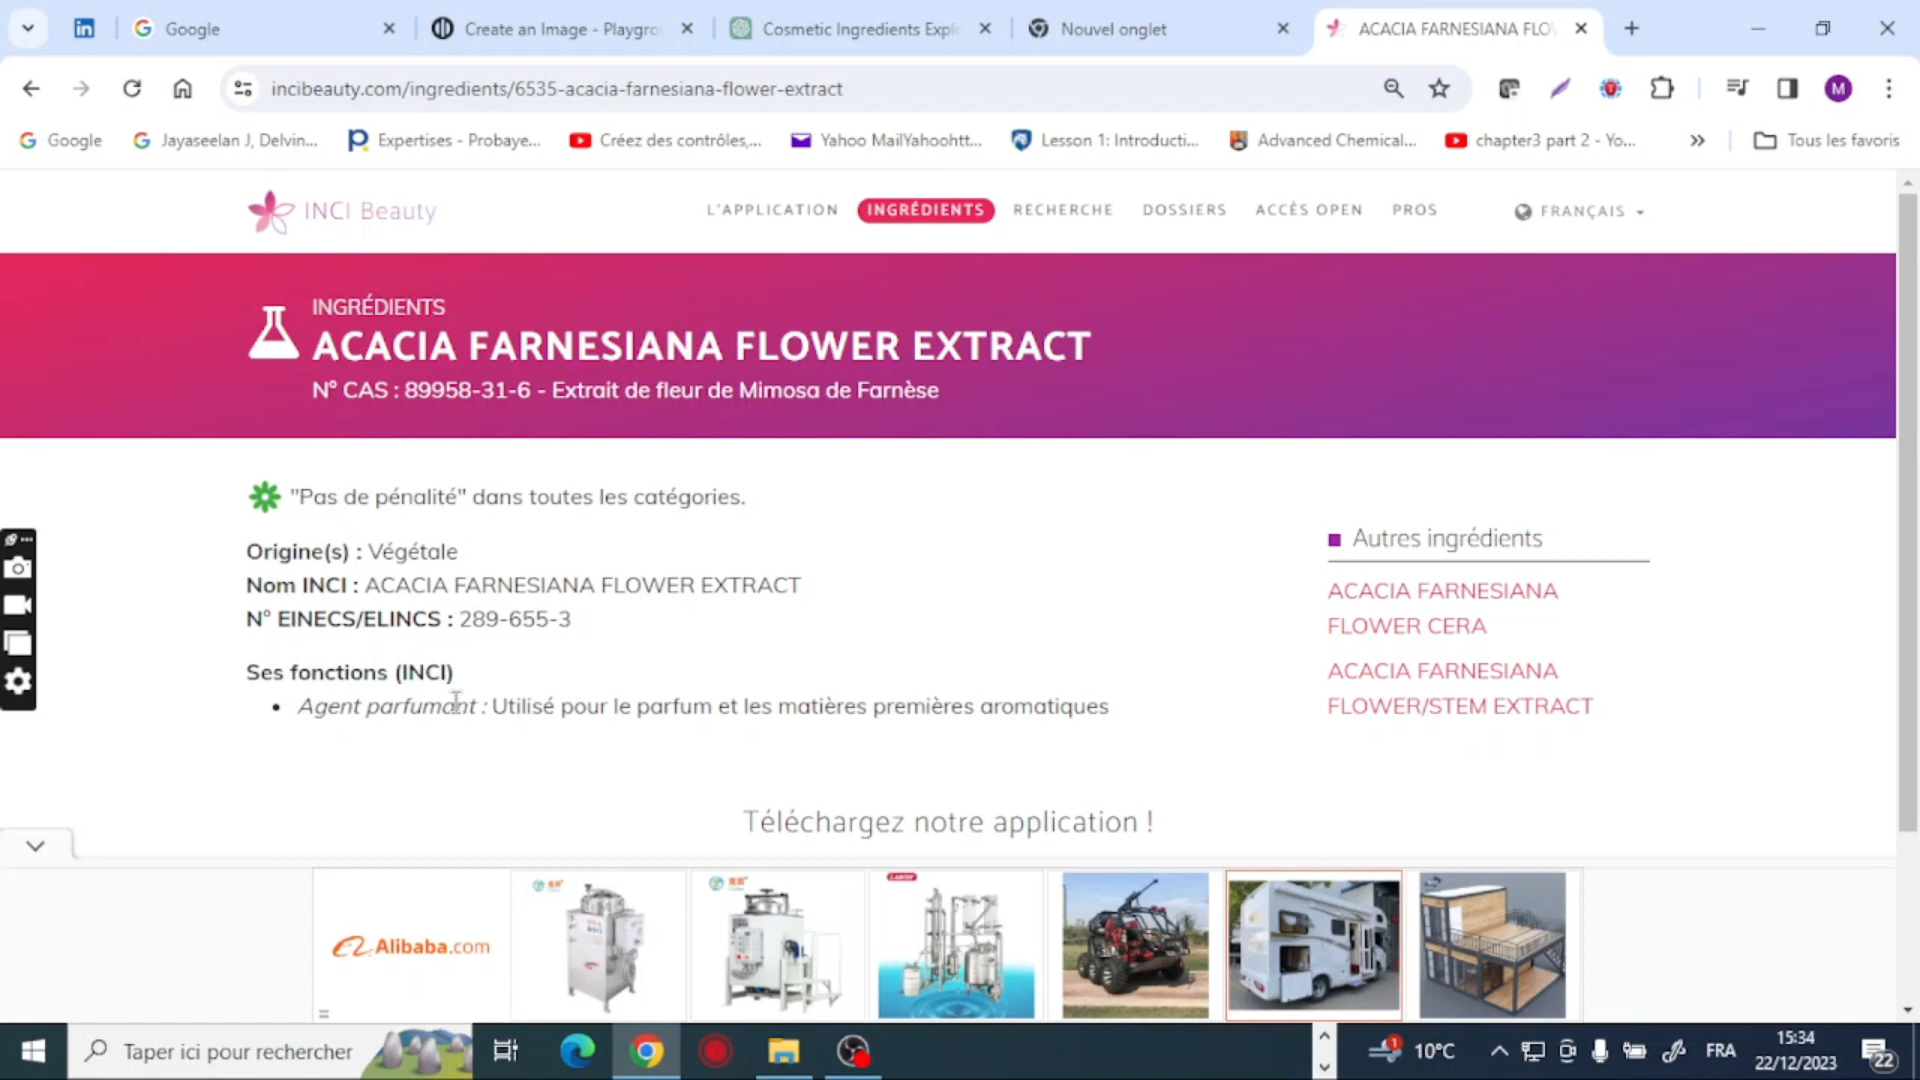 Google
Create an Image - Playgro
Cosmetic Ingredients Expl
Nouvel onglet
ACACIA FARNESIANA FLO
incibeauty.com/ingredients/6535-acacia-farnesiana-flower-extract
M
Google
Jayaseelan J, Delvin...
Expertises - Probaye...
Créez des contrôles,...
Yahoo MailYahoohtt...
Lesson 1: Introducti...
Advanced Chemical...
chapter3 part 2 - Yo...
Tous les favoris
INCI Beauty
L'APPLICATION
INGRÉDIENTS
RECHERCHE
DOSSIERS
ACCÈS OPEN
PROS
FRANÇAIS
INGRÉDIENTS
ACACIA FARNESIANA FLOWER EXTRACT
N° CAS : 89958-31-6 - Extrait de fleur de Mimosa de Farnèse
"Pas de pénalité" dans toutes les catégories.
Origine(s) : Végétale
Nom INCI : ACACIA FARNESIANA FLOWER EXTRACT
N° EINECS/ELINCS : 289-655-3
Ses fonctions (INCI)
• Agent parfumant : Utilisé pour le parfum et les matières premières aromatiques
Autres ingrédients
ACACIA FARNESIANA
FLOWER CERA
ACACIA FARNESIANA
FLOWER/STEM EXTRACT
Téléchargez notre application !
Alibaba.com
Taper ici pour rechercher
1
10°C
FRA
15:34
22/12/2023
22